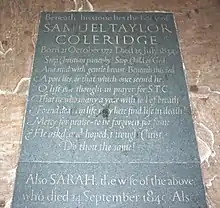 Beneath this stone lies the body of
SAMUEL TAYLOR
COLERIDGE
Born 21 October 1772 Died 25 July 1834
Stop, Christian passer-by! Stop, child of God
And read with gentle breast Beneath this sod
A poet lies or that which once seem'd he
O lift one thought in prayer for S.T.C
That he who many a year with toil of breath
Found death in life may here find life in death!
Mercy for praise - to be forgiven for fame
He ask'd, & hoped, through Christ
Do thou the same!
Also SARAH, the wife of the above
who died 24 September 1845 Also